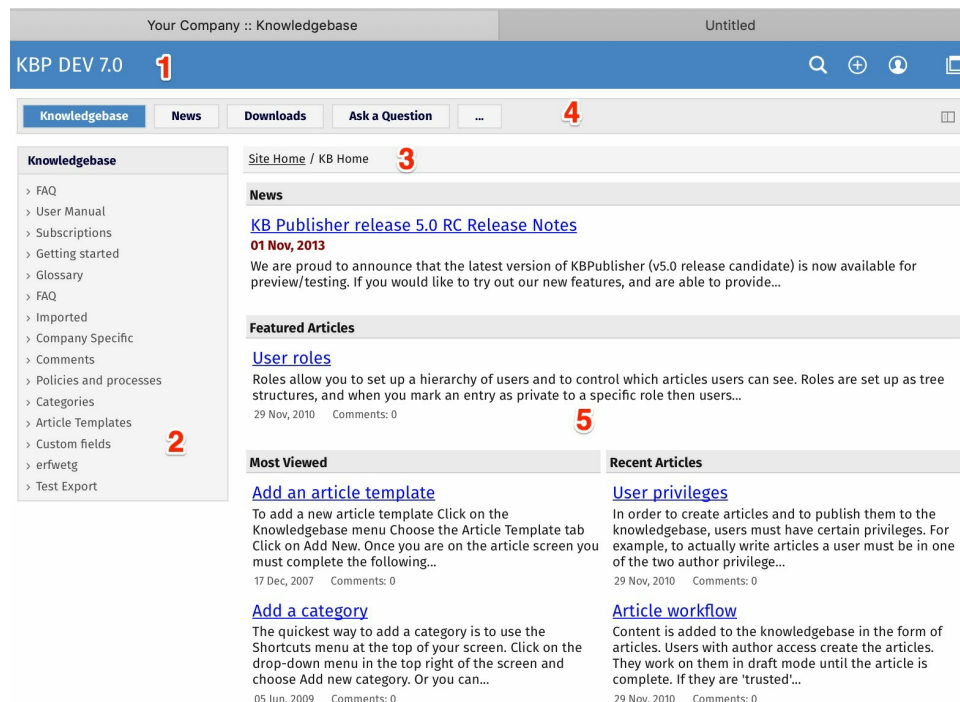 Your Company :: Knowledgebase
Untitled
KBP DEV 7.0
1
Knowledgebase
News
Downloads
Ask a Question
...
4
Knowledgebase
> FAQ
> User Manual
> Subscriptions
> Getting started
> Glossary
> FAQ
> Imported
> Company Specific
> Comments
> Policies and processes
> Categories
> Article Templates
> Custom fields
> erfwetg
> Test Export
2
Site Home / KB Home
3
News
KB Publisher release 5.0 RC Release Notes
01 Nov, 2013
We are proud to announce that the latest version of KBPublisher (v5.0 release candidate) is now available for
preview/testing. If you would like to try out our new features, and are able to provide...
Featured Articles
User roles
Roles allow you to set up a hierarchy of users and to control which articles users can see. Roles are set up as tree
structures, and when you mark an entry as private to a specific role then users...
29 Nov, 2010 Comments: 0
5
Most Viewed
Add an article template
To add a new article template Click on the
Knowledgebase menu Choose the Article Template tab
Click on Add New. Once you are on the article screen you
must complete the following...
17 Dec, 2007 Comments: 0
Add a category
The quickest way to add a category is to use the
Shortcuts menu at the top of your screen. Click on the
drop-down menu in the top right of the screen and
choose Add new category. Or you can...
05 Jun, 2009 Comments: 0
Recent Articles
User privileges
In order to create articles and to publish them to the
knowledgebase, users must have certain privileges. For
example, to actually write articles a user must be in one
of the two author privilege...
29 Nov, 2010 Comments: 0
Article workflow
Content is added to the knowledgebase in the form of
articles. Users with author access create the articles.
They work on them in draft mode until the article is
complete. If they are 'trusted'...
29 Nov, 2010 Comments: 0